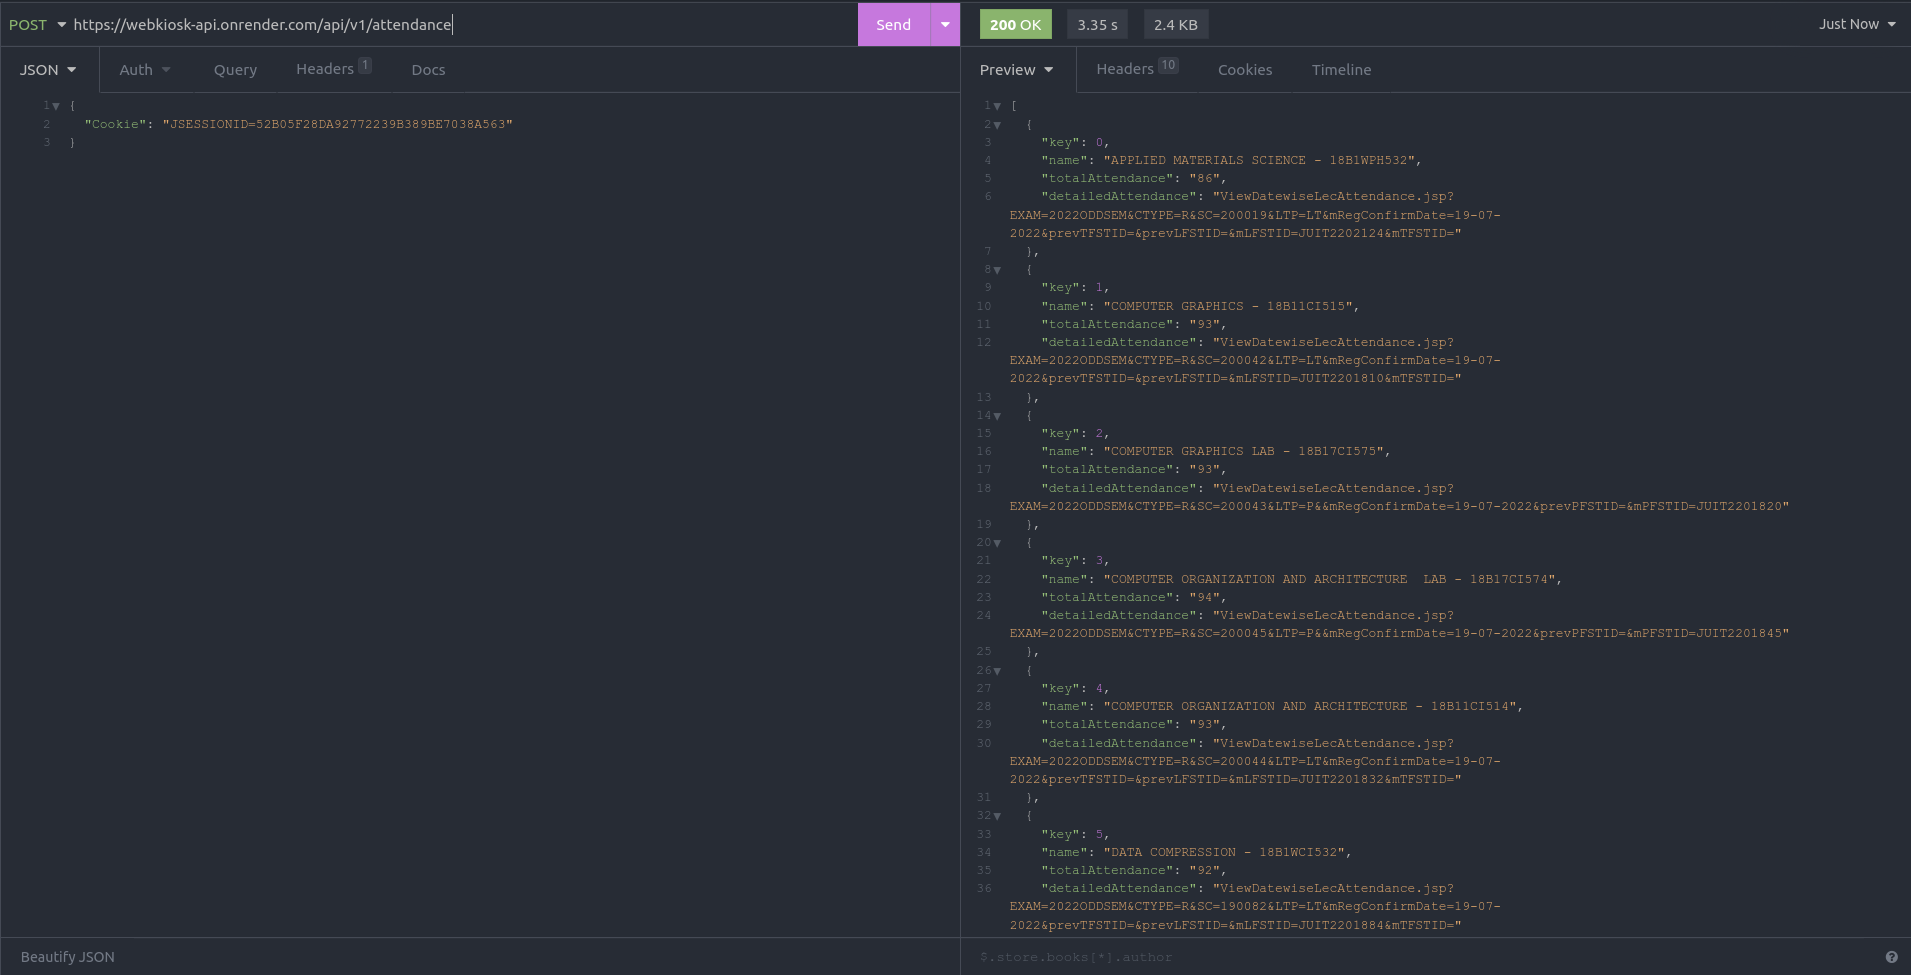 POST https://webkiosk-api.onrender.com/api/v1/attendance Send 200 OK 3.35 s 2.4 KB Just Now
JSON Auth Query Headers 1 Docs
Preview Headers 10 Cookies Timeline
1 {
2 "Cookie": "JSESSIONID=52B05F28DA92772239B389BE7038A563"
3 }
1 [
2 {
3 "key": 0,
4 "name": "APPLIED MATERIALS SCIENCE - 18B1WPH532",
5 "totalAttendance": "86",
6 "detailedAttendance": "ViewDatewiseLecAttendance.jsp?
EXAM=2022ODDSEM&CTYPE=R&SC=200019&LTP=LT&mRegConfirmDate=19-07-
2022&prevTFSTID=&prevLFSTID=&mLFSTID=JUIT2202124&mTFSTID="
7 },
8 {
9 "key": 1,
10 "name": "COMPUTER GRAPHICS - 18B11CI515",
11 "totalAttendance": "93",
12 "detailedAttendance": "ViewDatewiseLecAttendance.jsp?
EXAM=2022ODDSEM&CTYPE=R&SC=200042&LTP=LT&mRegConfirmDate=19-07-
2022&prevTFSTID=&prevLFSTID=&mLFSTID=JUIT2201810&mTFSTID="
13 },
14 {
15 "key": 2,
16 "name": "COMPUTER GRAPHICS LAB - 18B17CI575",
17 "totalAttendance": "93",
18 "detailedAttendance": "ViewDatewiseLecAttendance.jsp?
EXAM=2022ODDSEM&CTYPE=R&SC=200043&LTP=P&&mRegConfirmDate=19-07-2022&prevPFSTID=&mPFSTID=JUIT2201820"
19 },
20 {
21 "key": 3,
22 "name": "COMPUTER ORGANIZATION AND ARCHITECTURE  LAB - 18B17CI574",
23 "totalAttendance": "94",
24 "detailedAttendance": "ViewDatewiseLecAttendance.jsp?
EXAM=2022ODDSEM&CTYPE=R&SC=200045&LTP=P&&mRegConfirmDate=19-07-2022&prevPFSTID=&mPFSTID=JUIT2201845"
25 },
26 {
27 "key": 4,
28 "name": "COMPUTER ORGANIZATION AND ARCHITECTURE - 18B11CI514",
29 "totalAttendance": "93",
30 "detailedAttendance": "ViewDatewiseLecAttendance.jsp?
EXAM=2022ODDSEM&CTYPE=R&SC=200044&LTP=LT&mRegConfirmDate=19-07-
2022&prevTFSTID=&prevLFSTID=&mLFSTID=JUIT2201832&mTFSTID="
31 },
32 {
33 "key": 5,
34 "name": "DATA COMPRESSION - 18B1WCI532",
35 "totalAttendance": "92",
36 "detailedAttendance": "ViewDatewiseLecAttendance.jsp?
EXAM=2022ODDSEM&CTYPE=R&SC=190082&LTP=LT&mRegConfirmDate=19-07-
2022&prevTFSTID=&prevLFSTID=&mLFSTID=JUIT2201884&mTFSTID="
Beautify JSON
$.store.books[*].author ?